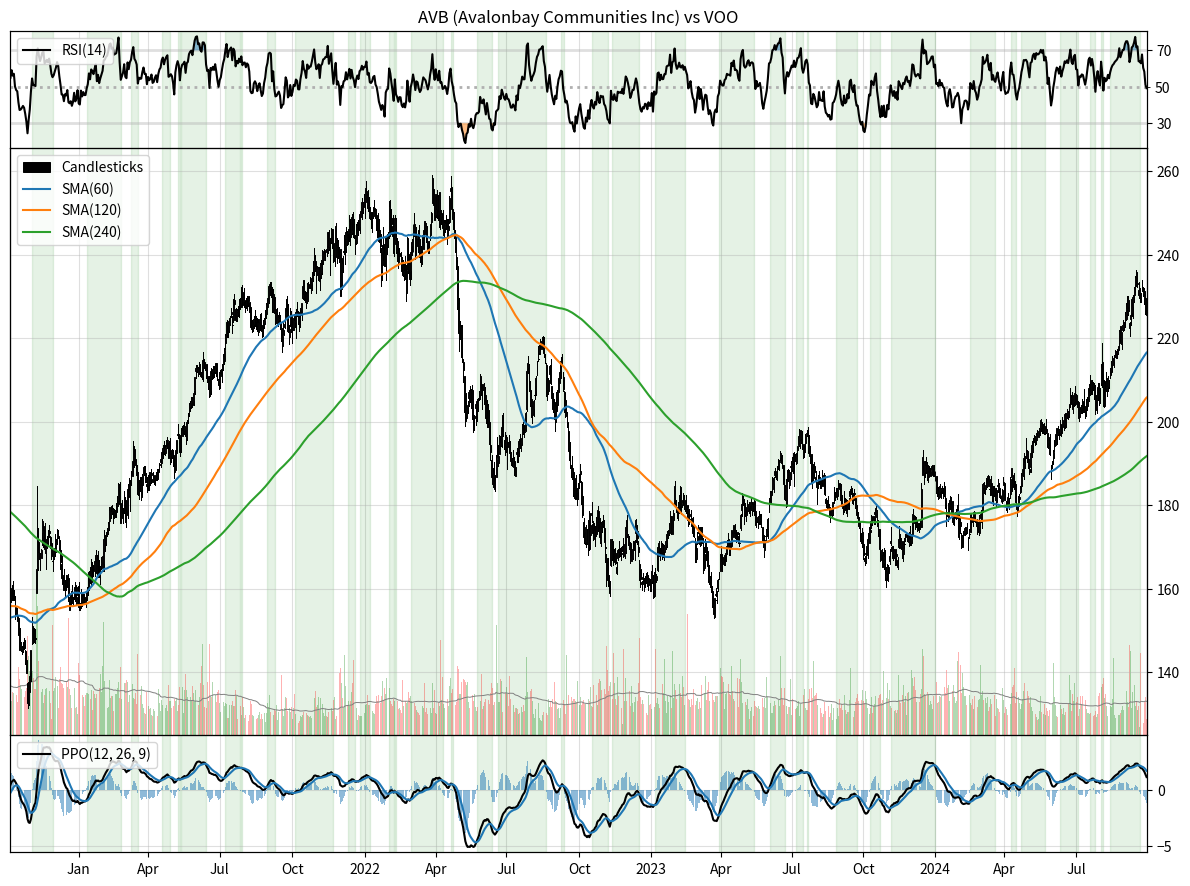 AVB (Avalonbay Communities Inc) vs VOO
RSI(14)
70
50
30
Candlesticks
SMA(60)
SMA(120)
SMA(240)
260
240
220
200
180
160
140
PPO(12, 26, 9)
0
−5
Jan Apr Jul Oct 2022 Apr Jul Oct 2023 Apr Jul Oct 2024 Apr Jul